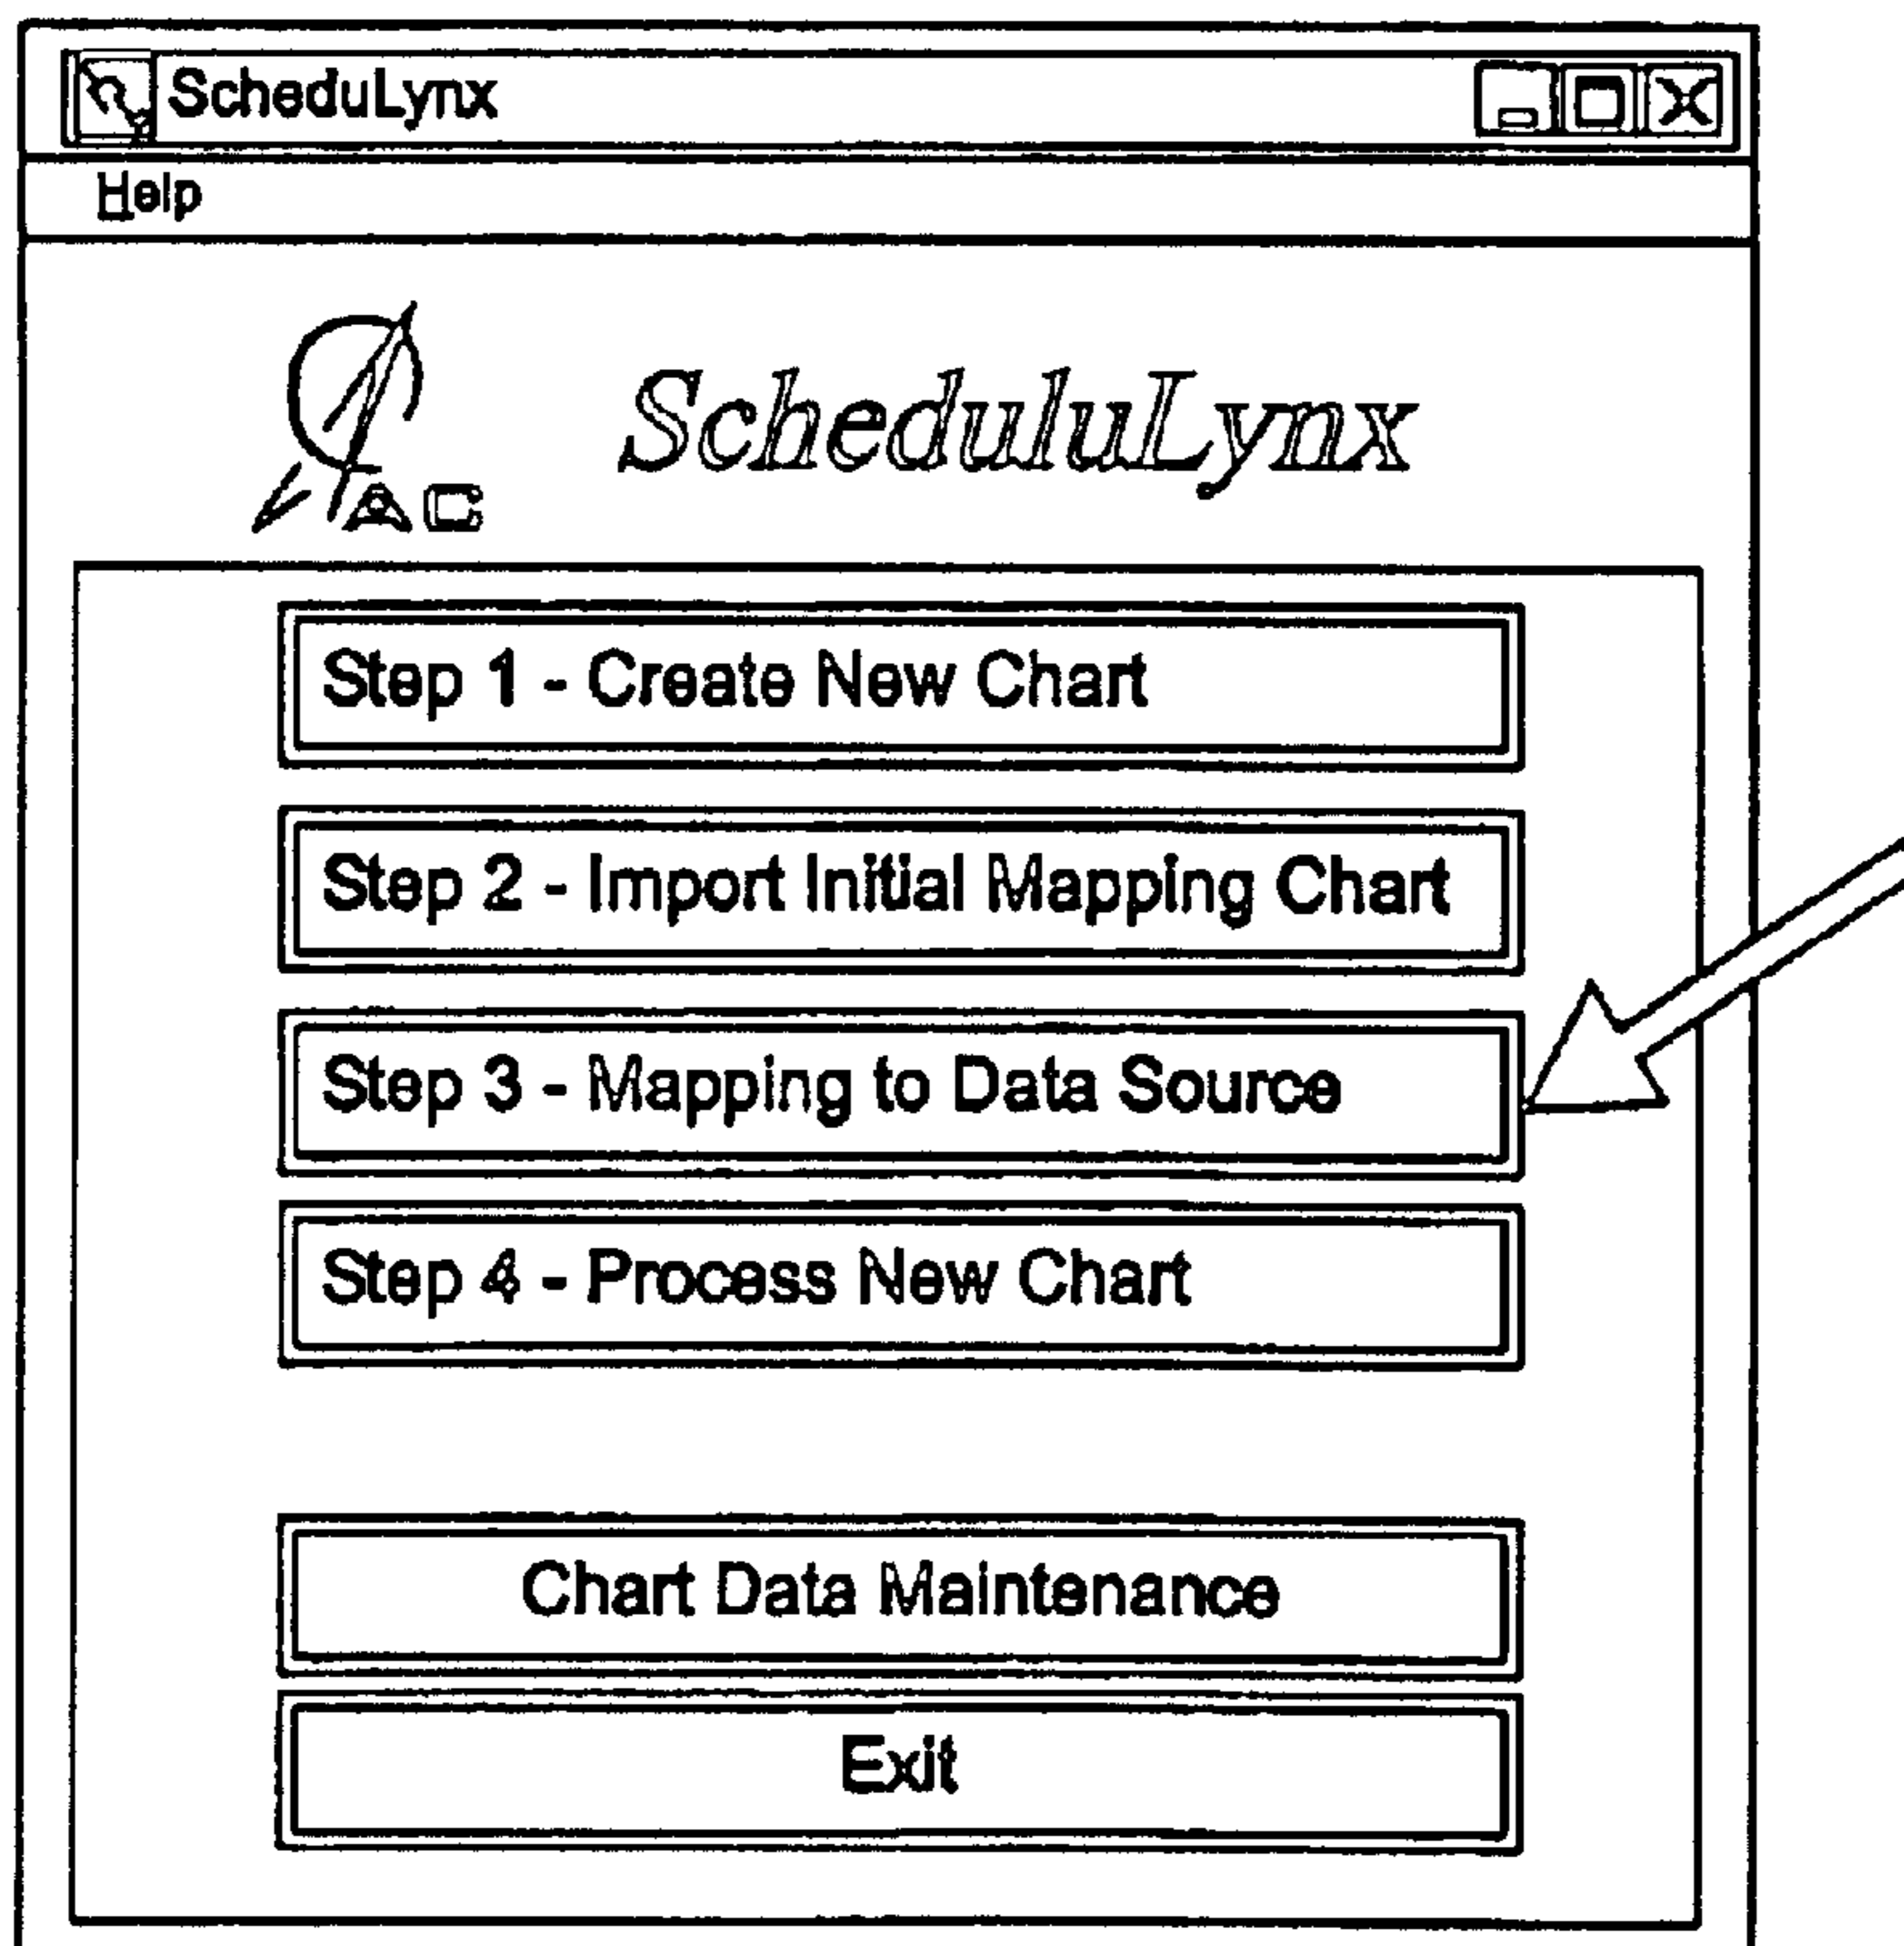 ScheduLynx
Help
ScheduluLynx
AC
Step 1 - Create New Chart
Step 2 - Import Initial Mapping Chart
Step 3 - Mapping to Data Source
Step 4 - Process New Chart
Chart Data Maintenance
Exit